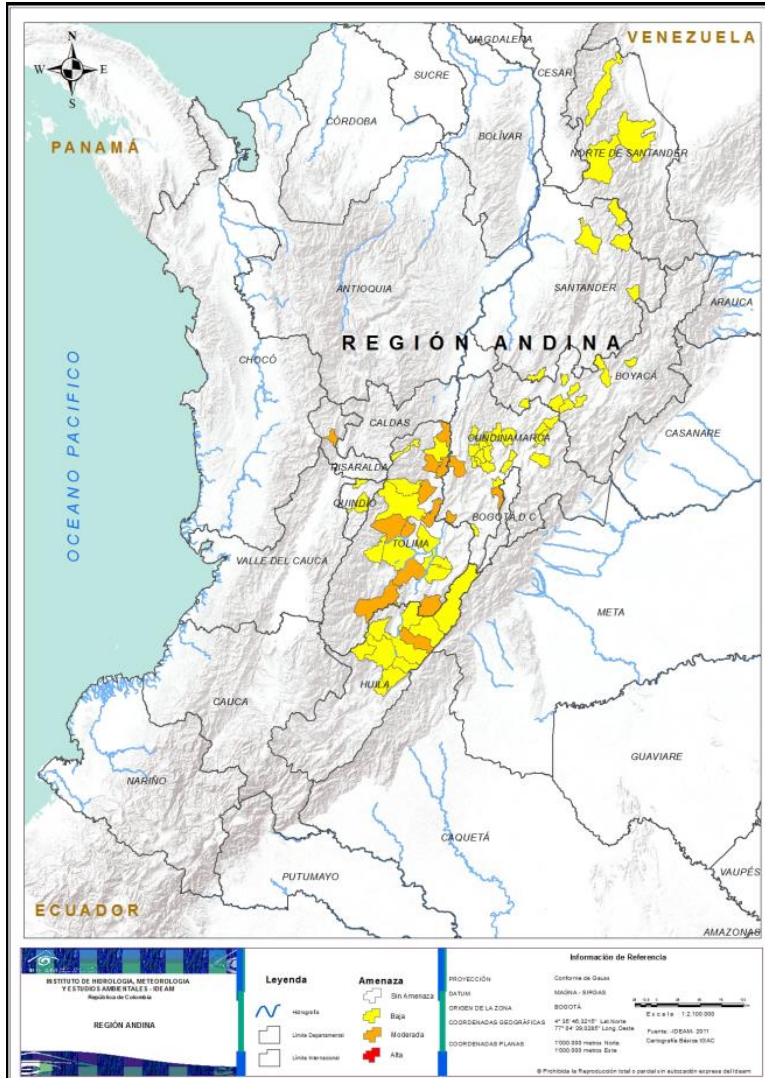 N
W E
S
VENEZUELA
MAGDALENA
CESAR
SUCRE
CÓRDOBA
BOLÍVAR
PANAMÁ
NORTE DE SANTANDER
ANTIOQUIA
SANTANDER
ARAUCA
REGIÓN ANDINA
CHOCÓ
BOYACÁ
OCEANO PACIFICO
CALDAS
CUNDINAMARCA
CASANARE
RISARALDA
QUINDIO
BOGOTÁ D.C
TOLIMA
VALLE DEL CAUCA
META
HUILA
CAUCA
GUAVIARE
NARIÑO
CAQUETÁ
PUTUMAYO
VAUPÉS
ECUADOR
AMAZONAS
INSTITUTO DE HIDROLOGIA, METEOROLOGIA
Y ESTUDIOS AMBIENTALES - IDEAM
República de Colombia
REGIÓN ANDINA
Leyenda
Hidrografía
Límite Departamental
Límite Internacional
Amenaza
Sin Amenaza
Baja
Moderada
Alta
Información de Referencia
PROYECCIÓN Conforme de Gauss
DATUM MAGNA - SIRGAS
ORIGEN DE LA ZONA BOGOTÁ
COORDENADAS GEOGRÁFICAS
COORDENADAS PLANAS 1'000.000 metros Norte
1'000.000 metros Este
Escala 1:2.100.000
Fuente: IDEAM- 2011
Cartografía Básica IGAC
® Prohibida la Reproducción total o parcial sin autorización expresa del Ideam